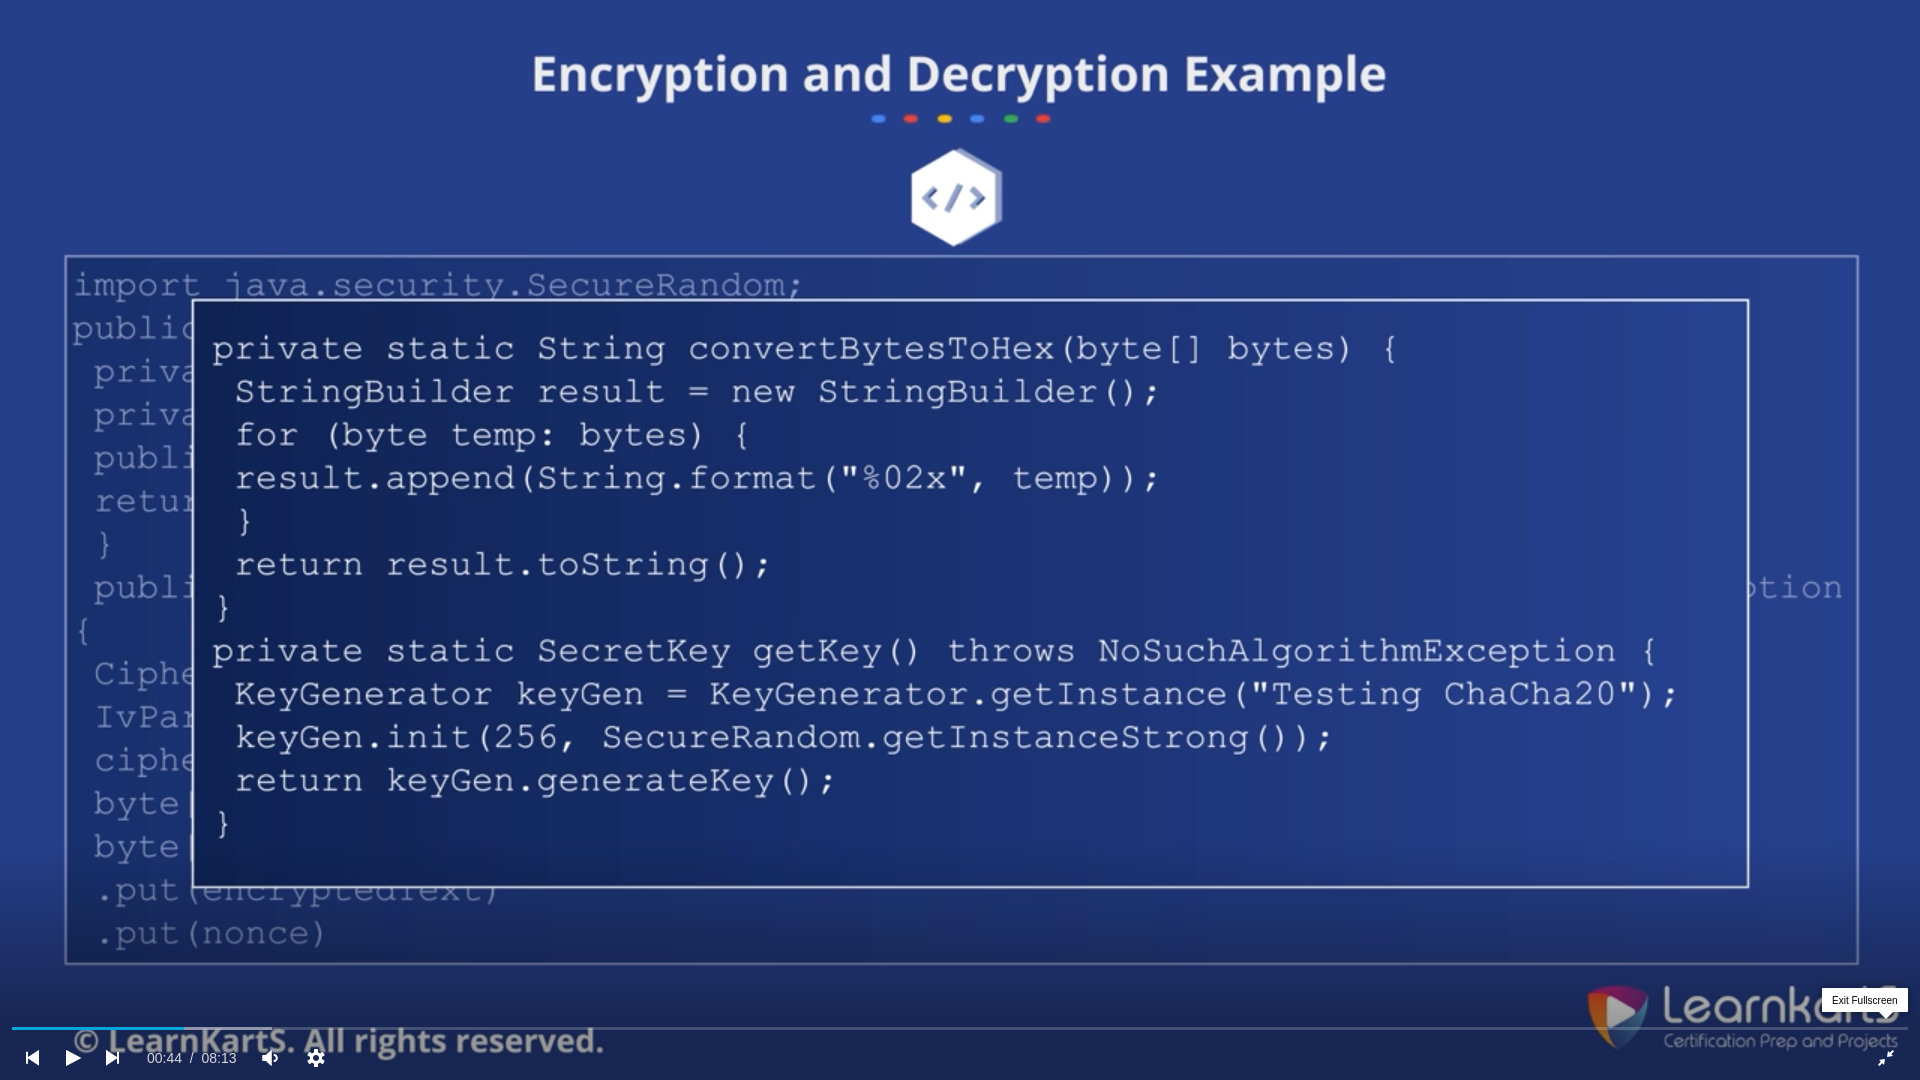 Encryption and Decryption Example
</>
import java.security.SecureRandom;
public
priva
priva
publi
retur
}
publi
ption
{
Ciphe
IvPar
ciphe
byte
byte
.put(encryptedText)
.put(nonce)
private static String convertBytesToHex(byte[] bytes) {
StringBuilder result = new StringBuilder();
for (byte temp: bytes) {
result.append(String.format("%02x", temp));
}
return result.toString();
}
private static SecretKey getKey() throws NoSuchAlgorithmException {
KeyGenerator keyGen = KeyGenerator.getInstance("Testing ChaCha20");
keyGen.init(256, SecureRandom.getInstanceStrong());
return keyGen.generateKey();
}
Exit Fullscreen
LearnkartS
Certification Prep and Projects
© LearnKartS. All rights reserved.
00:44 / 08:13